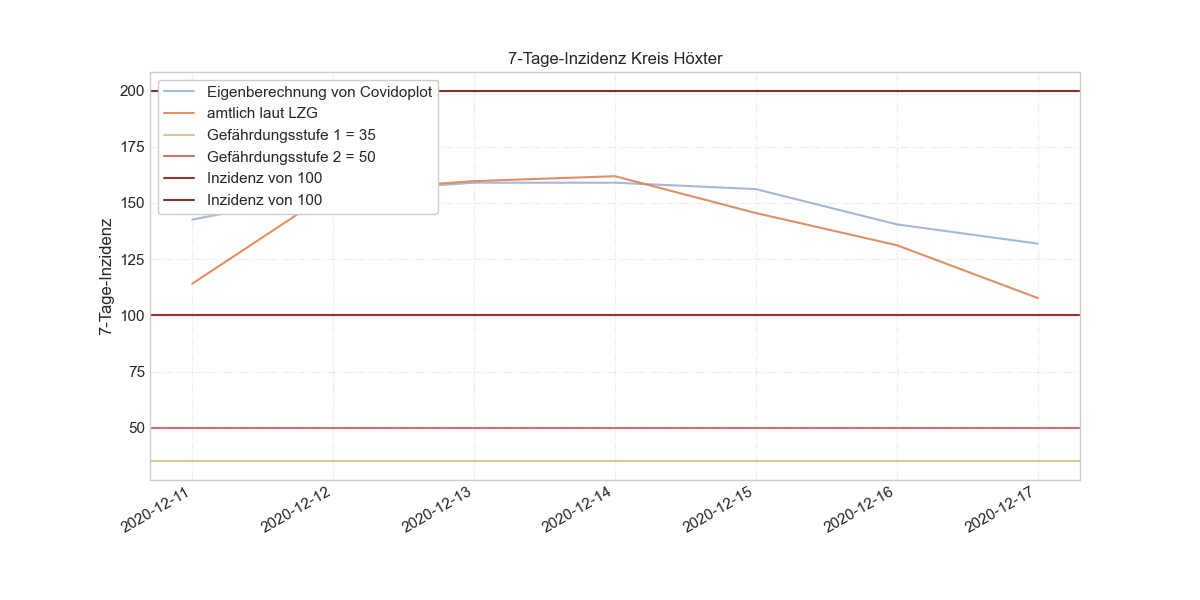 7-Tage-Inzidenz Kreis Höxter
Eigenberechnung von Covidoplot
amtlich laut LZG
Gefährdungsstufe 1 = 35
Gefährdungsstufe 2 = 50
Inzidenz von 100
Inzidenz von 100
7-Tage-Inzidenz
200
175
150
125
100
75
50
2020-12-11
2020-12-12
2020-12-13
2020-12-14
2020-12-15
2020-12-16
2020-12-17